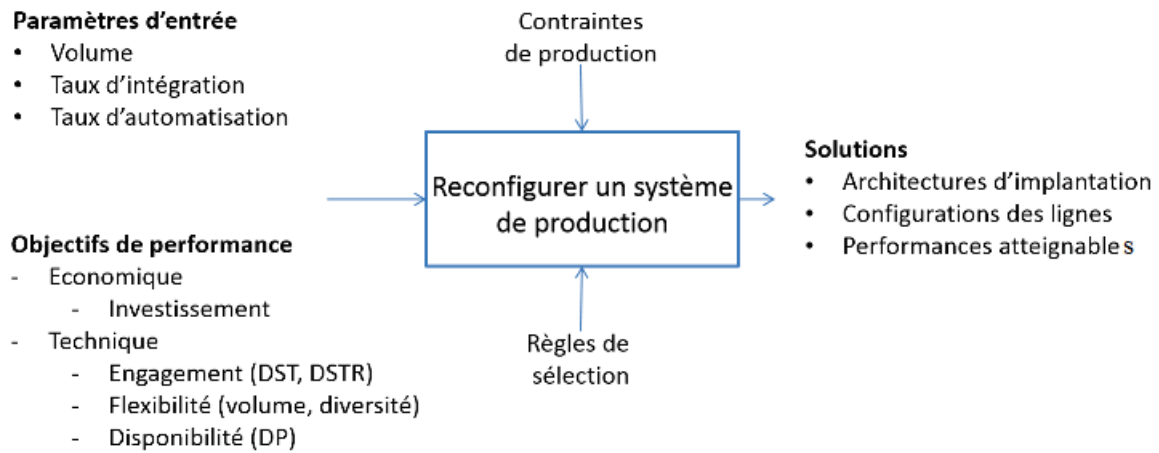 Paramètres d'entrée
• Volume
• Taux d'intégration
• Taux d'automatisation
Contraintes
de production
Reconfigurer un système
de production
Solutions
• Architectures d'implantation
• Configurations des lignes
• Performances atteignables
Objectifs de performance
- Economique
- Investissement
- Technique
- Engagement (DST, DSTR)
- Flexibilité (volume, diversité)
- Disponibilité (DP)
Règles de
sélection